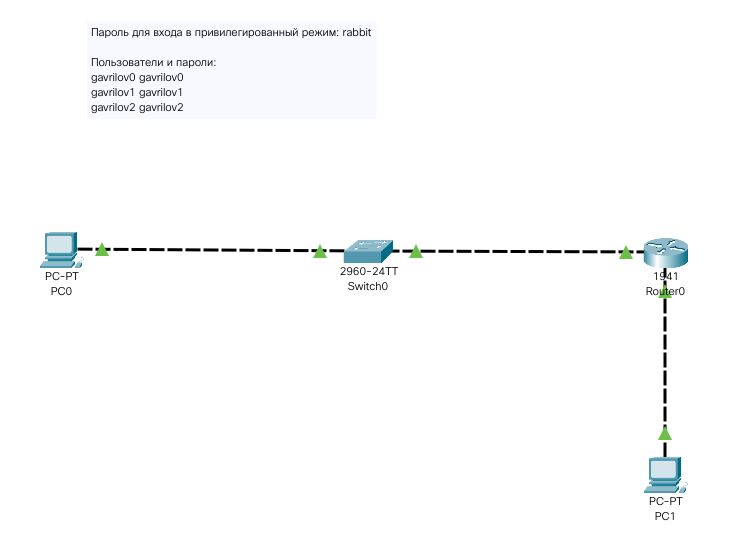 Пароль для входа в привилегированный режим: rabbit
Пользователи и пароли:
gavrilov0 gavrilov0
gavrilov1 gavrilov1
gavrilov2 gavrilov2
PC-PT
PC0
2960-24TT
Switch0
1941
Router0
PC-PT
PC1